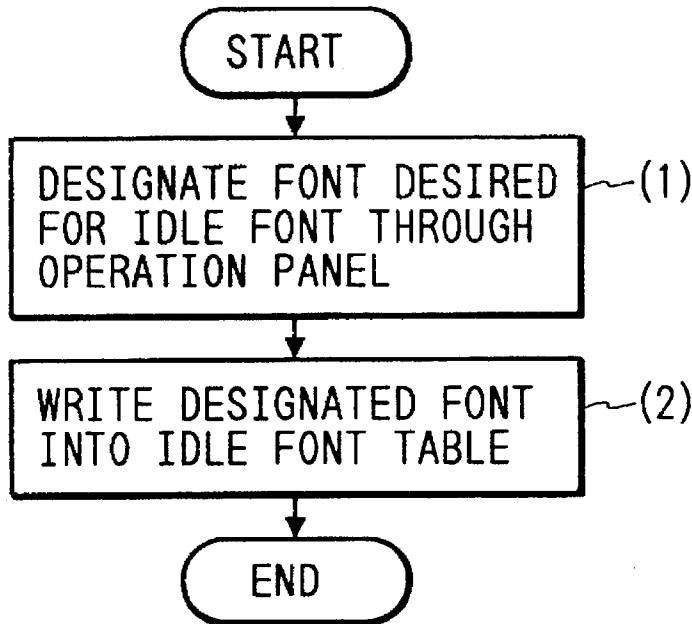 START
DESIGNATE FONT DESIRED
FOR IDLE FONT THROUGH
OPERATION PANEL
(1)
WRITE DESIGNATED FONT
INTO IDLE FONT TABLE
(2)
END